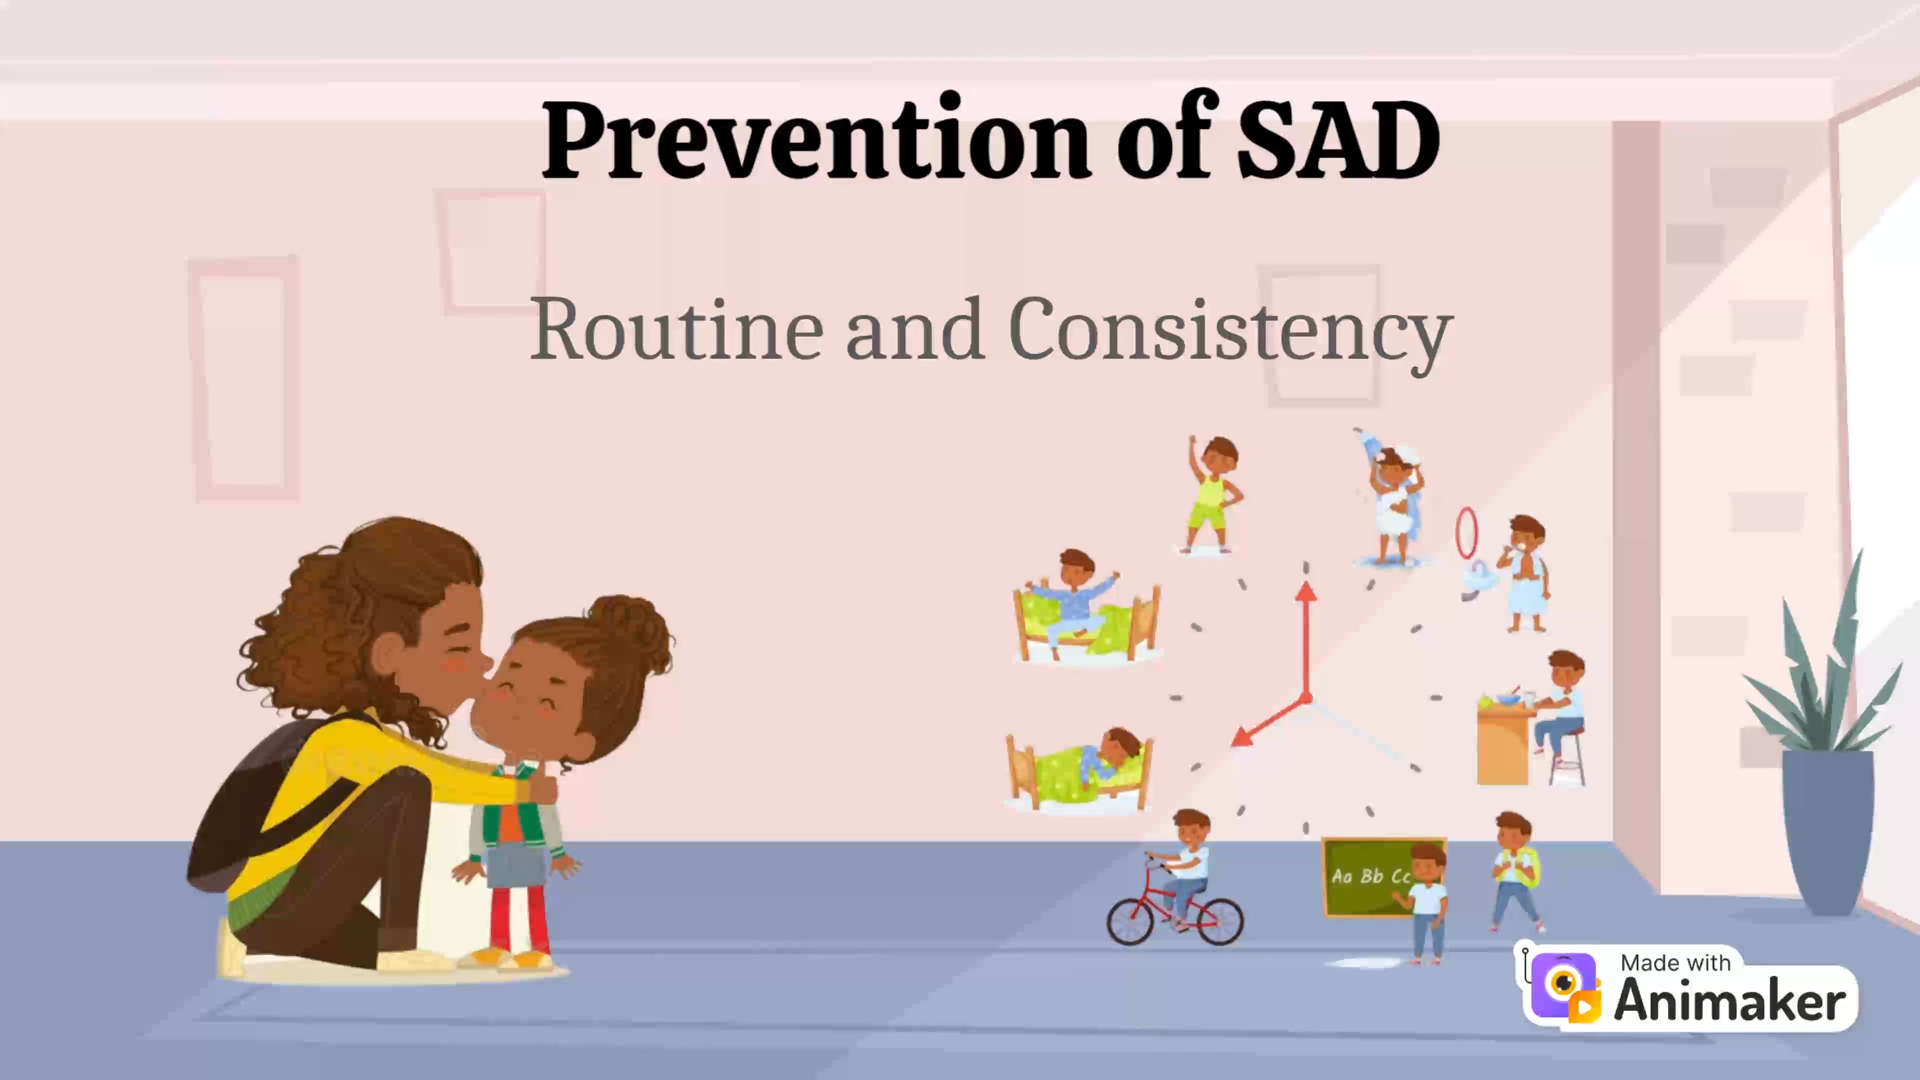 Prevention of SAD
Routine and Consistency
Aa Bb Cc
Made with
Animaker